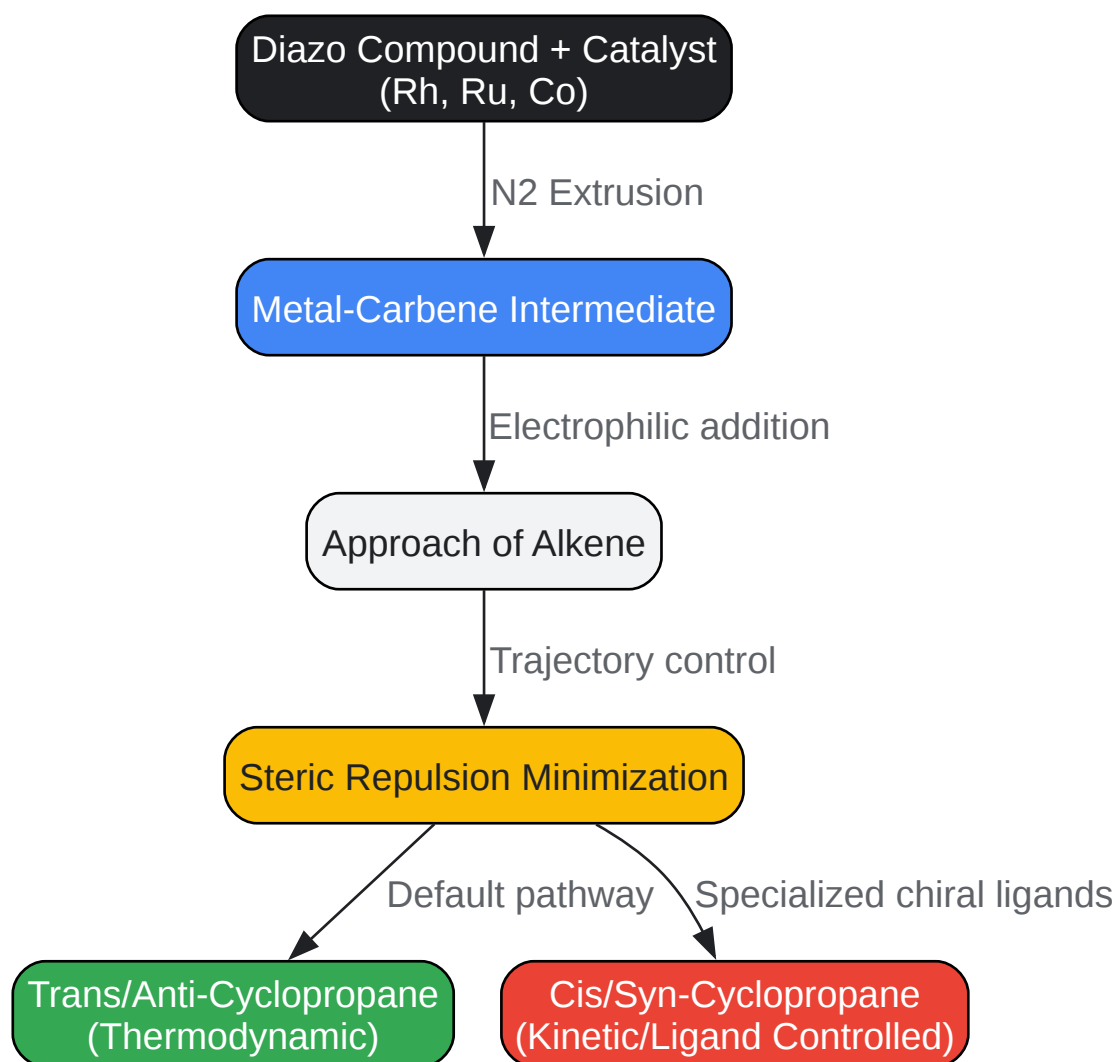 Diazo Compound + Catalyst
(Rh, Ru, Co)
N2 Extrusion
Metal-Carbene Intermediate
Electrophilic addition
Approach of Alkene
Trajectory control
Steric Repulsion Minimization
Default pathway
Specialized chiral ligands
Trans/Anti-Cyclopropane
(Thermodynamic)
Cis/Syn-Cyclopropane
(Kinetic/Ligand Controlled)